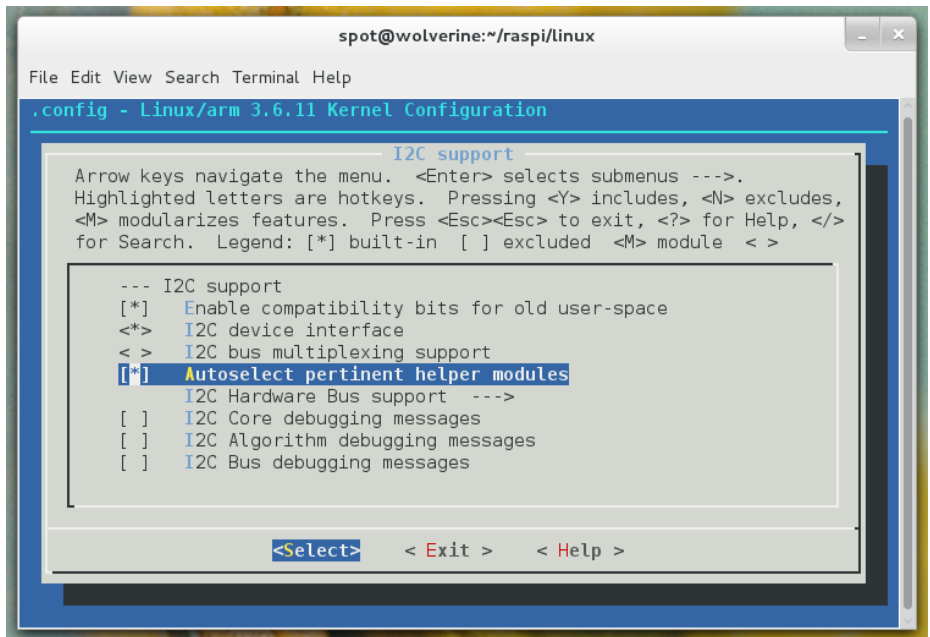 spot@wolverine:~/raspi/linux
File Edit View Search Terminal Help
.config - Linux/arm 3.6.11 Kernel Configuration
I2C support
Arrow keys navigate the menu.  <Enter> selects submenus --->.
Highlighted letters are hotkeys.  Pressing <Y> includes, <N> excludes,
<M> modularizes features.  Press <Esc><Esc> to exit, <?> for Help, </>
for Search.  Legend: [*] built-in  [ ] excluded  <M> module  < >
--- I2C support
[*]   Enable compatibility bits for old user-space
<*>   I2C device interface
< >   I2C bus multiplexing support
[*]   Autoselect pertinent helper modules
I2C Hardware Bus support  --->
[ ]   I2C Core debugging messages
[ ]   I2C Algorithm debugging messages
[ ]   I2C Bus debugging messages
<Select>    < Exit >    < Help >